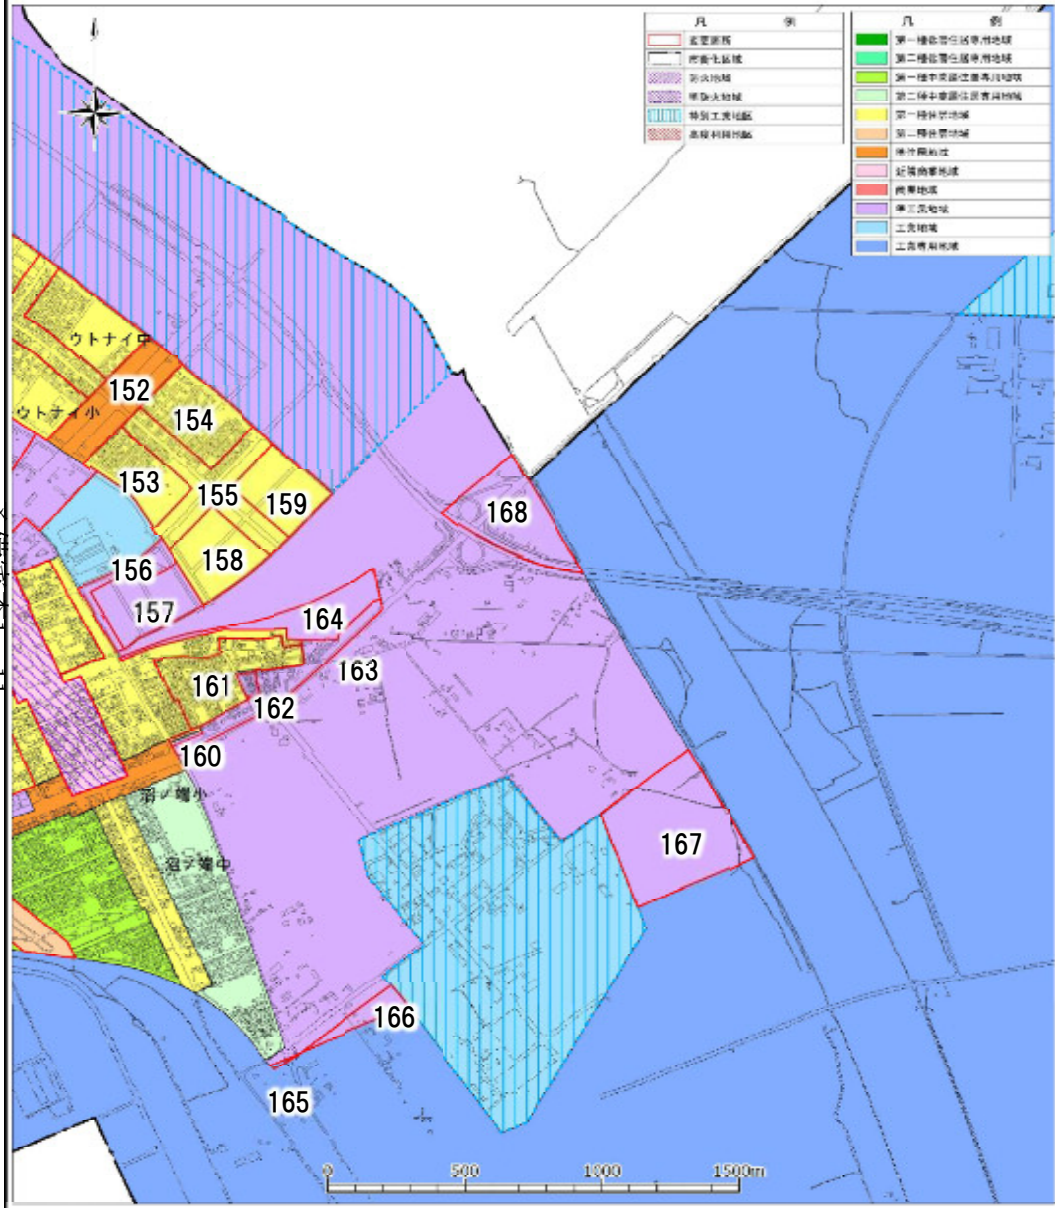 凡 例
変更箇所
市街化区域
防火地域
準防火地域
特別工業地区
高度利用地区
凡 例
第一種低層住居専用地域
第二種低層住居専用地域
第一種中高層住居専用地域
第二種中高層住居専用地域
第一種住居地域
第二種住居地域
準住居地域
近隣商業地域
商業地域
準工業地域
工業地域
工業専用地域
ウトナイ中
152
ウトナイ小
154
153
155
159
168
156
158
157
164
163
161
162
160
沼ノ端小
167
沼ノ端中
166
165
0 500 1000 1500m